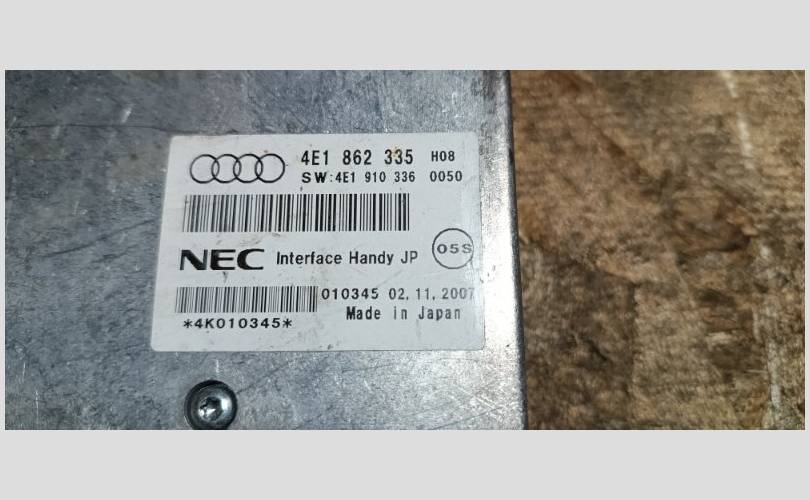 4E1 862 335 H08
SW:4E1 910 336 0050
NEC Interface Handy JP 05S
010345 02.11.2007
*4K010345* Made in Japan